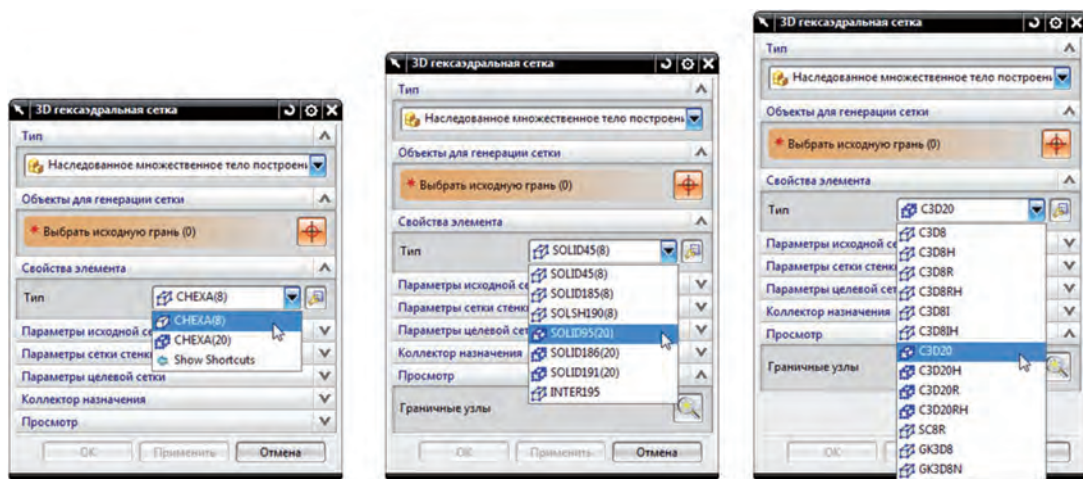 3D гексаэдральная сетка
Тип
Наследованное множественное тело построени
Объекты для генерации сетки
* Выбрать исходную грань (0)
Свойства элемента
Тип
CHEXA(8)
CHEXA(8)
Параметры исходной се
CHEXA(20)
Параметры сетки стенки
Show Shortcuts
Параметры целевой сетки
Коллектор назначения
Просмотр
ОК
Применить
Отмена
3D гексаэдральная сетка
Тип
Наследованное множественное тело построен
Объекты для генерации сетки
* Выбрать исходную грань (0)
Свойства элемента
Тип
SOLID45(8)
SOLID45(8)
Параметры исходной се
SOLID185(8)
Параметры сетки стенк
SOLSH190(8)
Параметры целевой сет
SOLID95(20)
Коллектор назначения
SOLID186(20)
Просмотр
SOLID191(20)
INTER195
Граничные узлы
ОК
Применить
Отмена
3D гексаэдральная сетка
Тип
Наследованное множественное тело построен
Объекты для генерации сетки
* Выбрать исходную грань (0)
Свойства элемента
Тип
C3D20
C3D8
Параметры исходной се
C3D8H
Параметры сетки стенк
C3D8R
Параметры целевой сет
C3D8RH
Коллектор назначения
C3D8I
Просмотр
C3D8IH
C3D20
Граничные узлы
C3D20H
C3D20R
C3D20RH
SC8R
ОК
GK3D8
GK3D8N